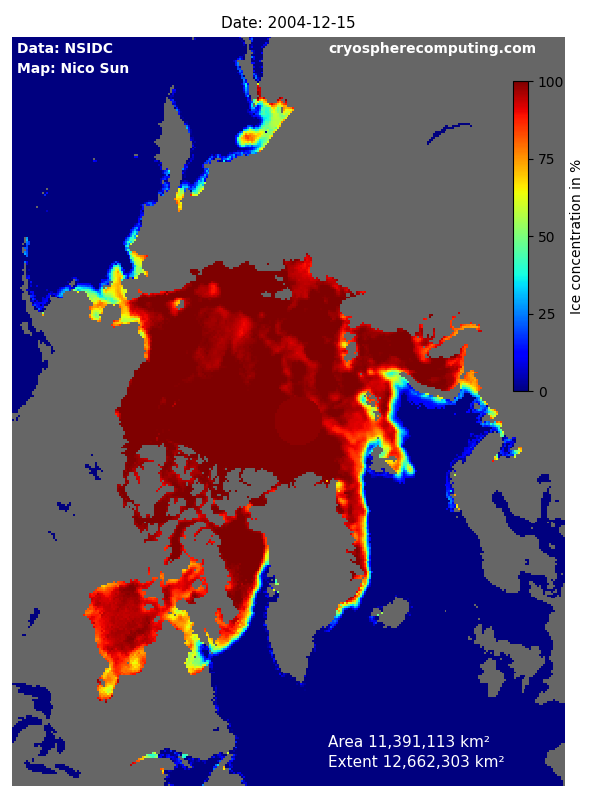 Date: 2004-12-15
Data: NSIDC
cryospherecomputing.com
Map: Nico Sun
100
75
50
25
0
Ice concentration in %
Area 11,391,113 km²
Extent 12,662,303 km²